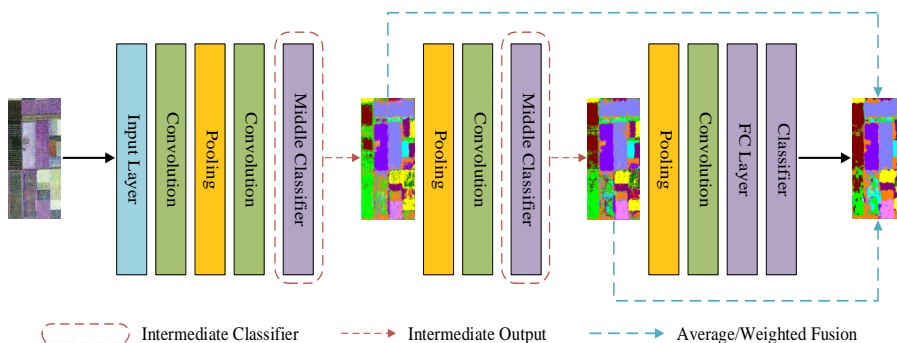 Input Layer
Convolution
Pooling
Convolution
Middle Classifier
Pooling
Convolution
Middle Classifier
Pooling
Convolution
FC Layer
Classifier
Intermediate Classifier
Intermediate Output
Average/Weighted Fusion